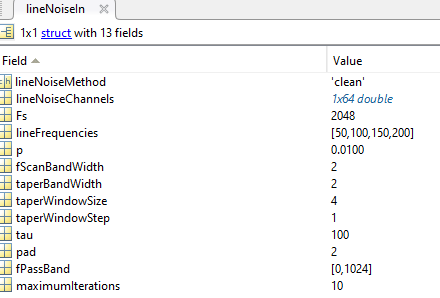 lineNoiseIn
1x1 struct with 13 fields
Field Value
lineNoiseMethod 'clean'
lineNoiseChannels 1x64 double
Fs 2048
lineFrequencies [50,100,150,200]
p 0.0100
fScanBandWidth 2
taperBandWidth 2
taperWindowSize 4
taperWindowStep 1
tau 100
pad 2
fPassBand [0,1024]
maximumIterations 10